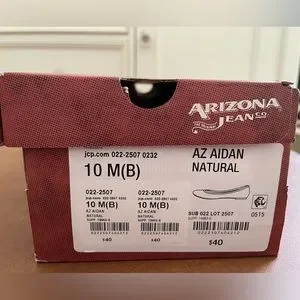 ARIZONA
JEAN CO
jcp.com 022-2507 0232
10 M(B)
AZ AIDAN
NATURAL
022-2507
10 M(B)
AZ AIDAN
NATURAL
$40
022-2507
10 M(B)
AZ AIDAN
NATURAL
$40
SUB 022 LOT 2507
0515
$40